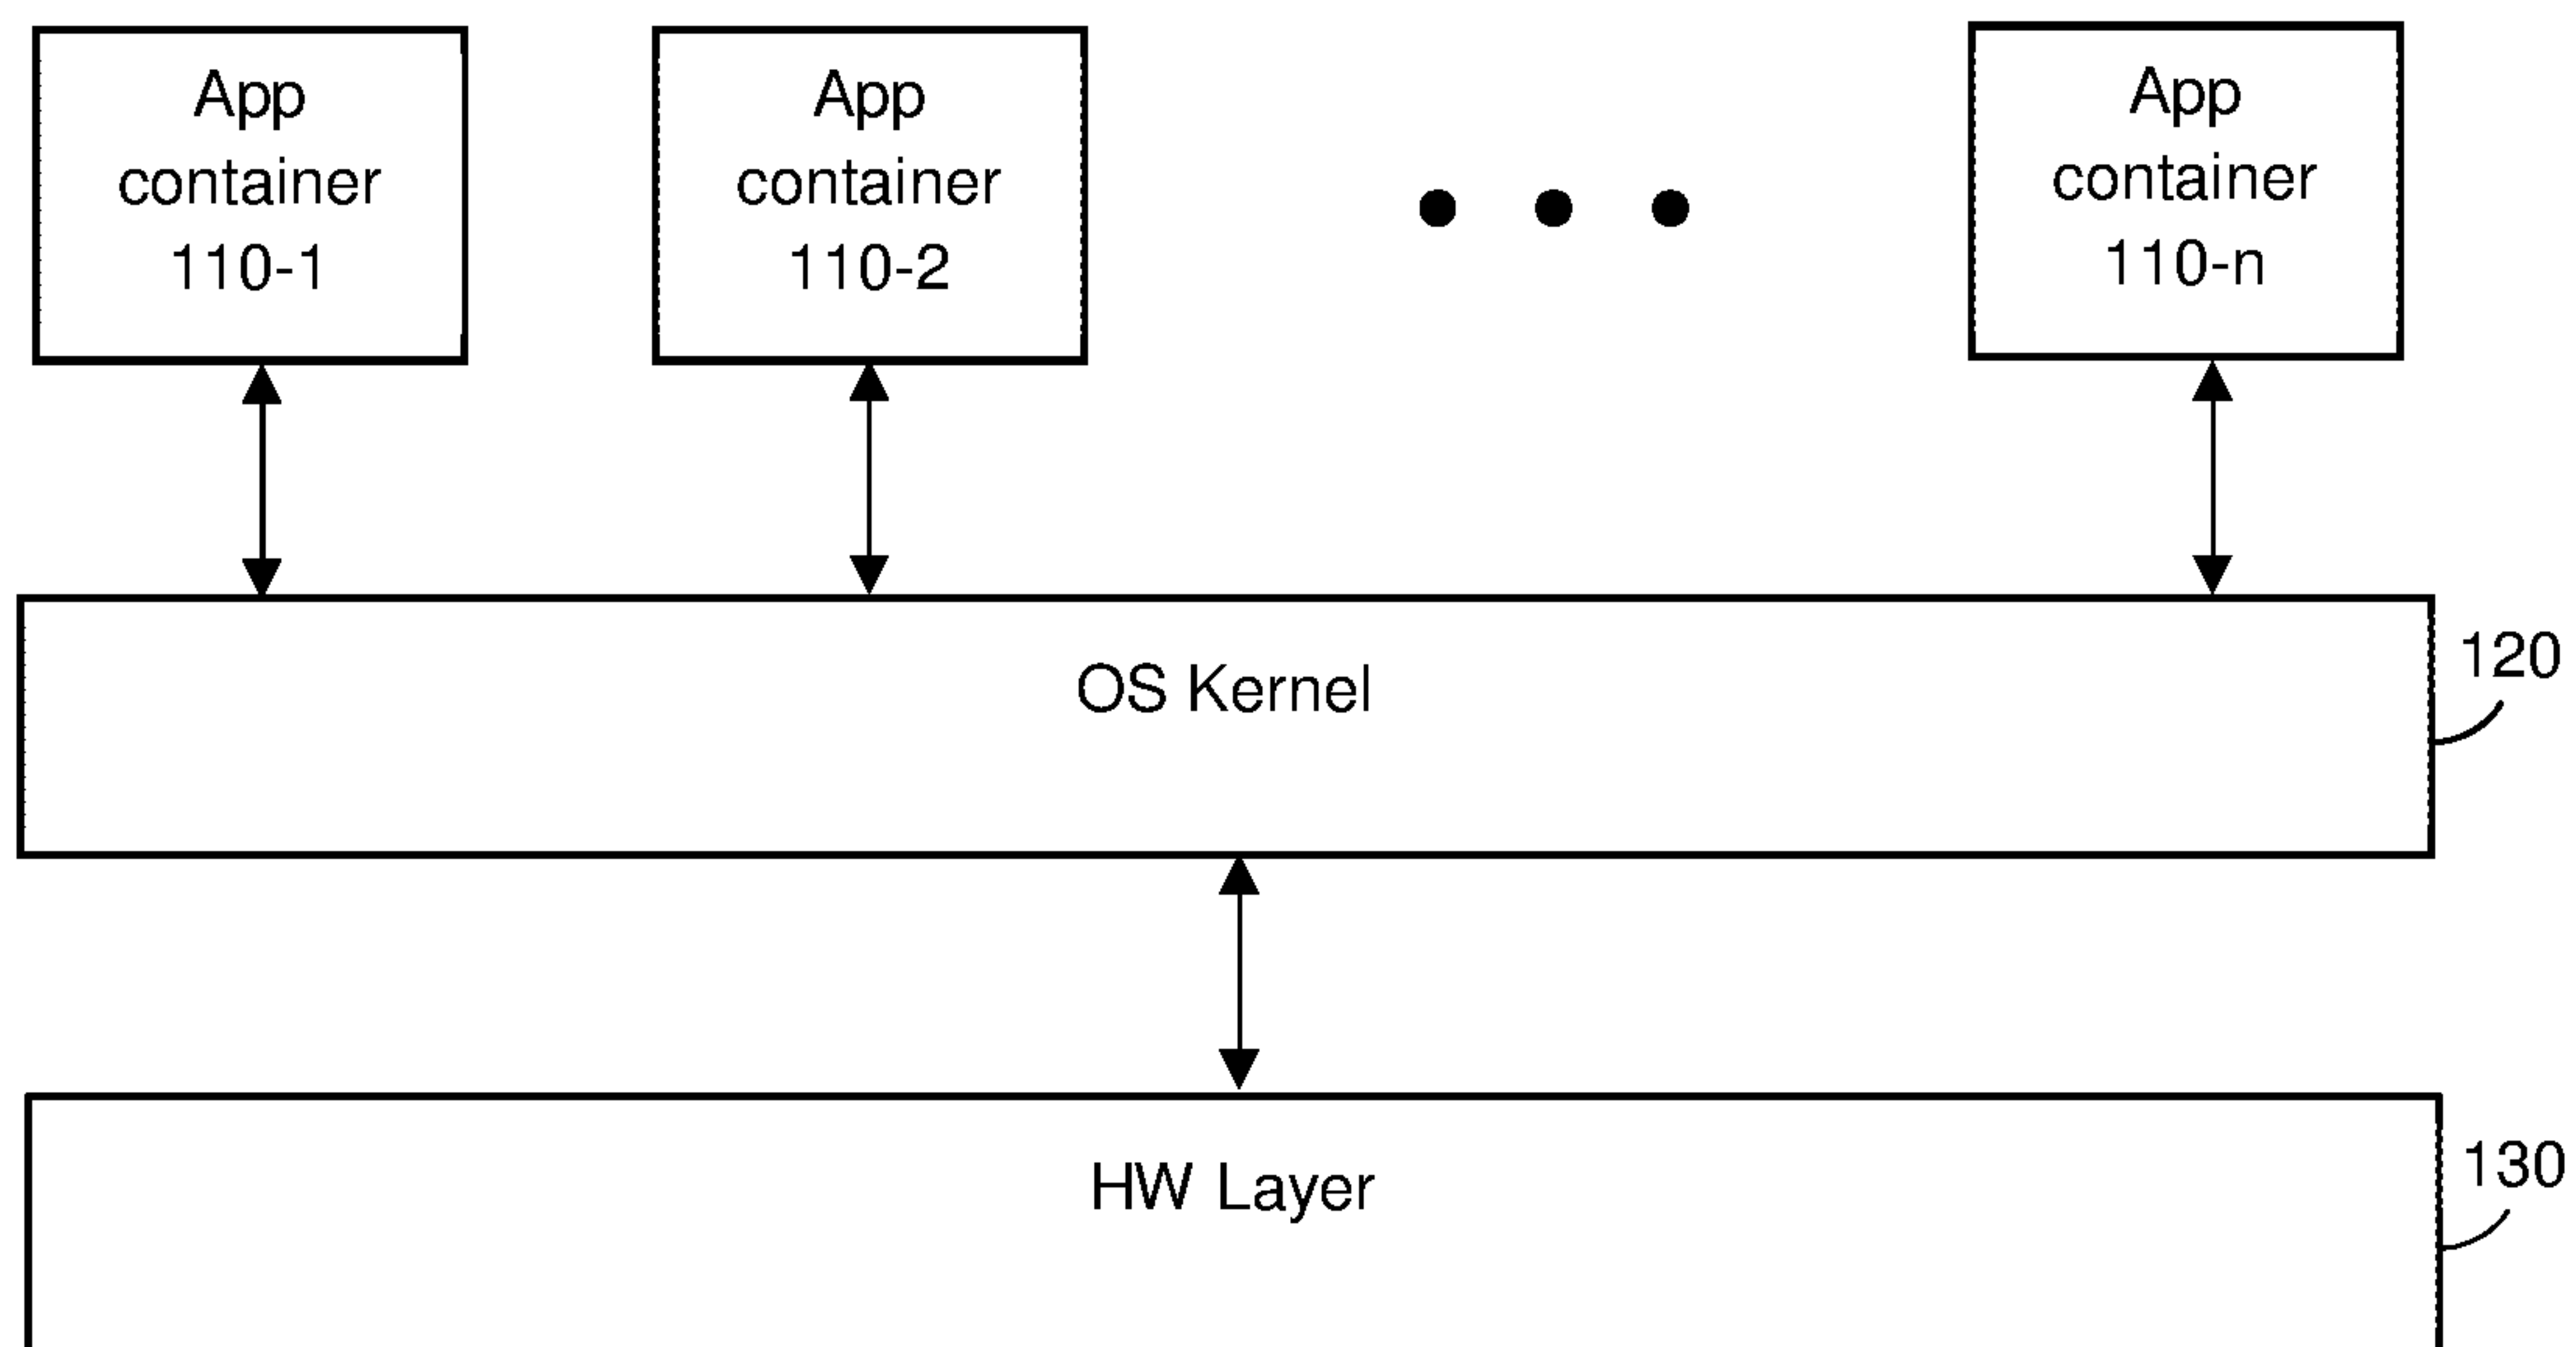 App
container
110-1
App
container
110-2
App
container
110-n
OS Kernel
120
HW Layer
130